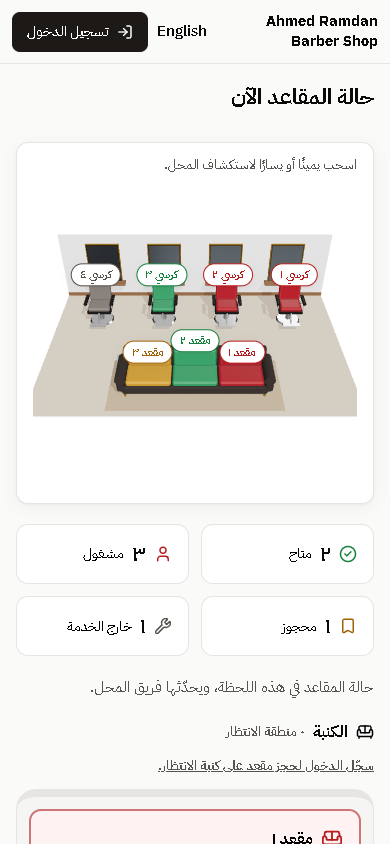 Ahmed Ramdan
Barber Shop
English
تسجيل الدخول
حالة المقاعد الآن
اسحب يمينًا أو يسارًا لاستكشاف المحل.
كرسي ١
كرسي ٢
كرسي ٣
كرسي ٤
مقعد ١
مقعد ٢
مقعد ٣
٢ متاح
٣ مشغول
١ محجوز
١ خارج الخدمة
حالة المقاعد في هذه اللحظة، ويحدّثها فريق المحل.
الكنبة · منطقة الانتظار
سجّل الدخول لحجز مقعد على كنبة الانتظار.
مقعد ١